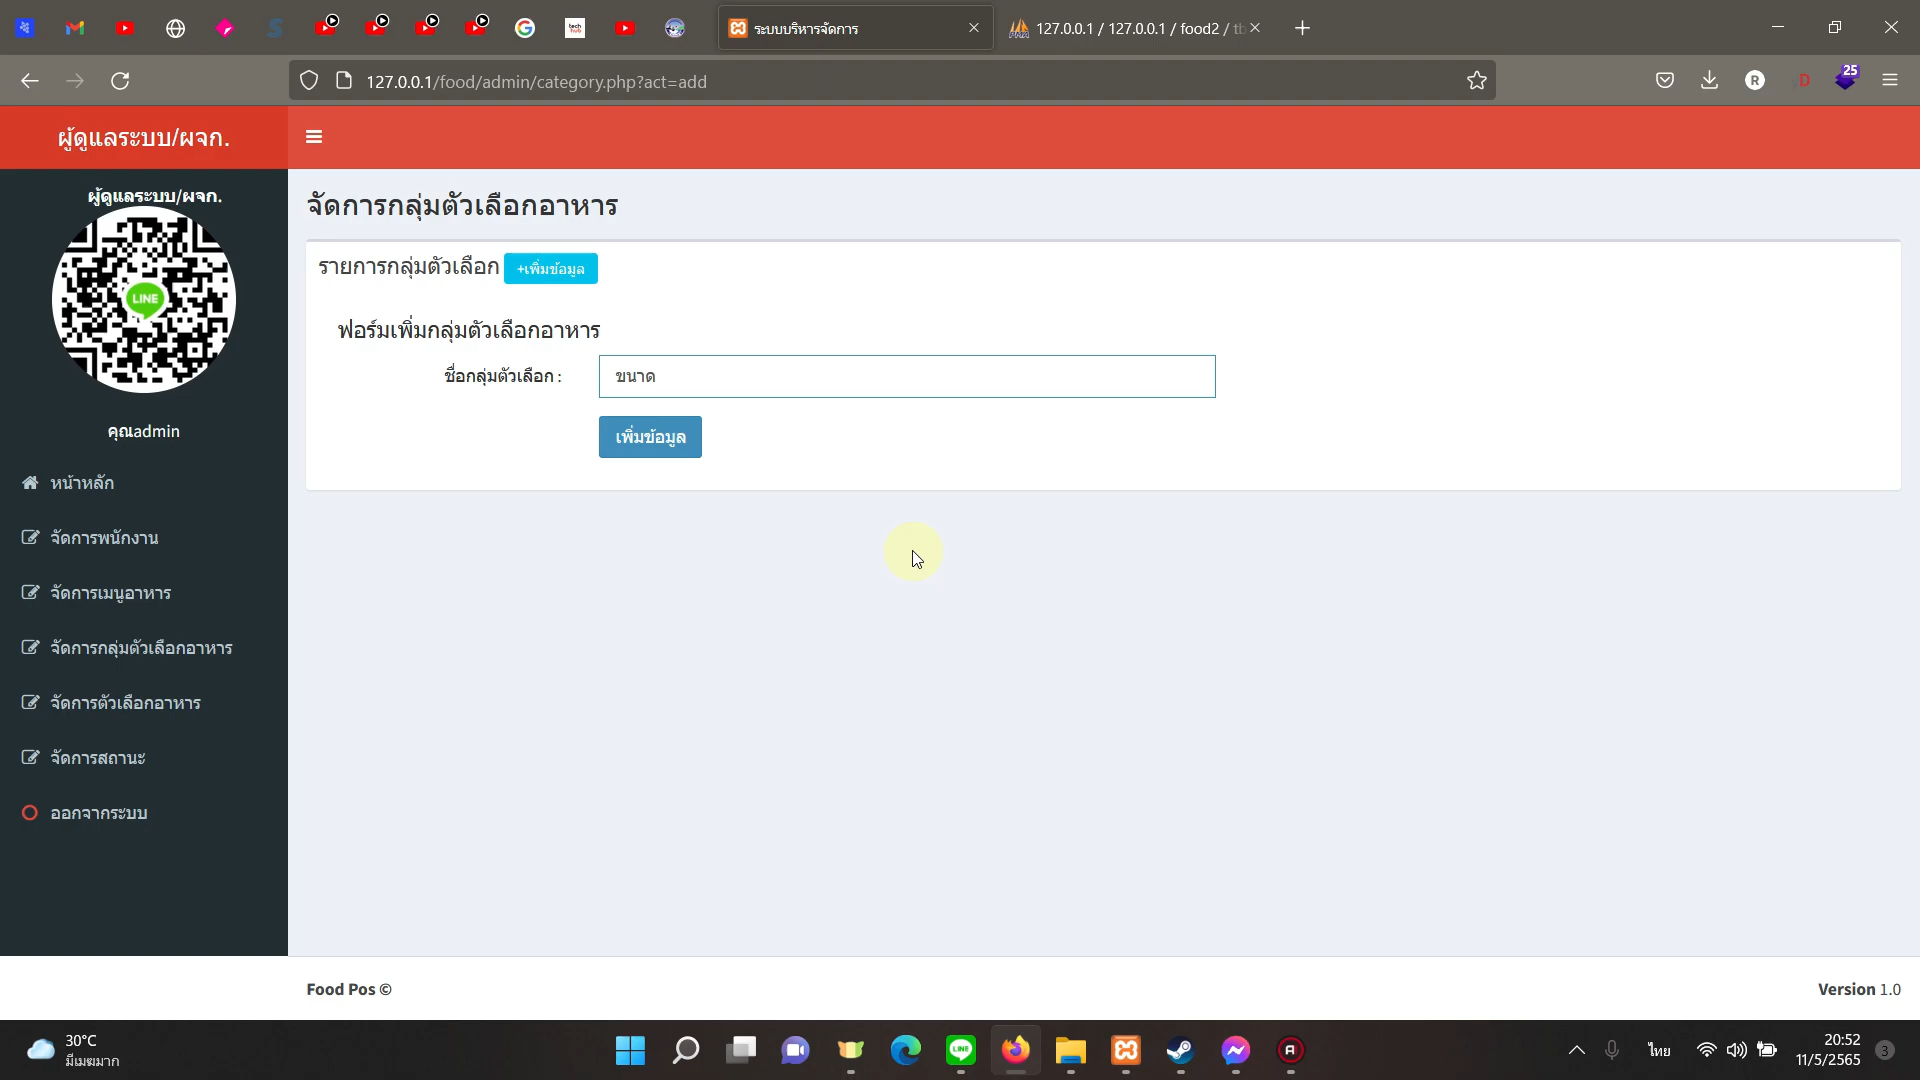 ระบบบริหารจัดการ
127.0.0.1 / 127.0.0.1 / food2 / tb
127.0.0.1/food/admin/category.php?act=add
R
D
25
ผู้ดูแลระบบ/ผจก.
ผู้ดูแลระบบ/ผจก.
LINE
คุณadmin
หน้าหลัก
จัดการพนักงาน
จัดการเมนูอาหาร
จัดการกลุ่มตัวเลือกอาหาร
จัดการตัวเลือกอาหาร
จัดการสถานะ
ออกจากระบบ
จัดการกลุ่มตัวเลือกอาหาร
รายการกลุ่มตัวเลือก +เพิ่มข้อมูล
ฟอร์มเพิ่มกลุ่มตัวเลือกอาหาร
ชื่อกลุ่มตัวเลือก : ขนาด
เพิ่มข้อมูล
Food Pos ©
Version 1.0
30°C
มีเมฆมาก
ไทย
20:52
11/5/2565
3